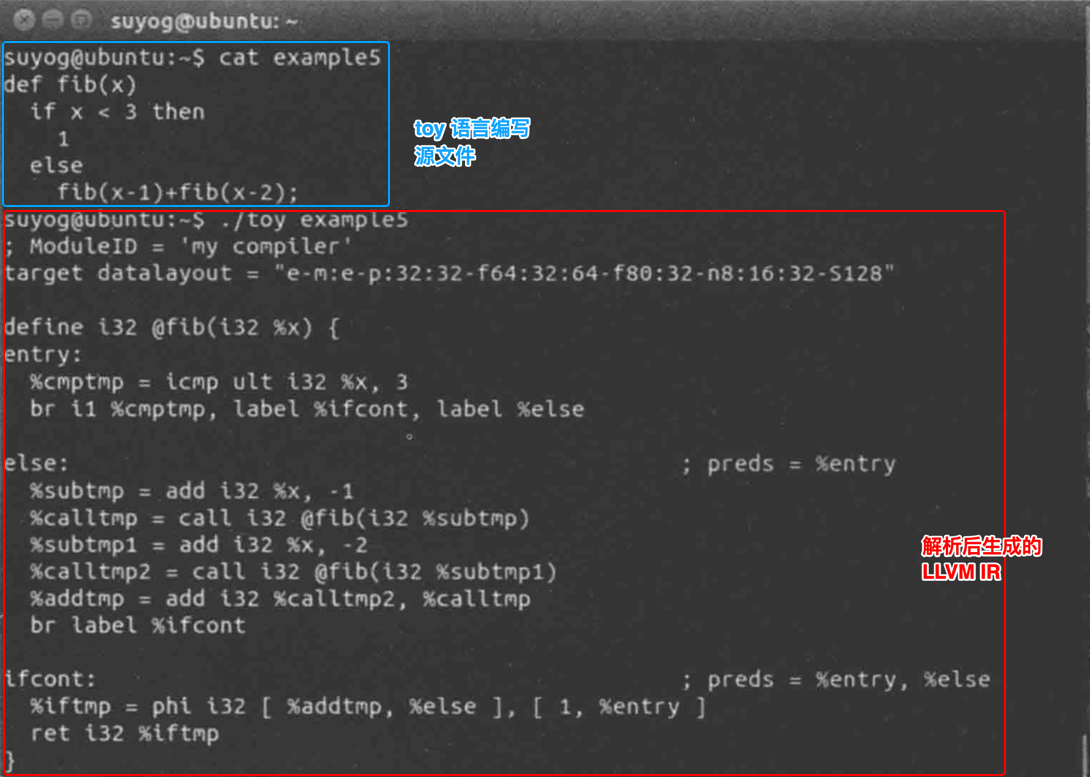 suyog@ubuntu: ~
suyog@ubuntu:~$ cat example5
def fib(x)
  if x < 3 then
    1
  else
    fib(x-1)+fib(x-2);
toy 语言编写
源文件
suyog@ubuntu:~$ ./toy example5
; ModuleID = 'my compiler'
target datalayout = "e-m:e-p:32:32-f64:32:64-f80:32-n8:16:32-S128"
define i32 @fib(i32 %x) {
entry:
  %cmptmp = icmp ult i32 %x, 3
  br i1 %cmptmp, label %ifcont, label %else
else: ; preds = %entry
  %subtmp = add i32 %x, -1
  %calltmp = call i32 @fib(i32 %subtmp)
  %subtmp1 = add i32 %x, -2
  %calltmp2 = call i32 @fib(i32 %subtmp1)
  %addtmp = add i32 %calltmp2, %calltmp
  br label %ifcont
解析后生成的
LLVM IR
ifcont: ; preds = %entry, %else
  %iftmp = phi i32 [ %addtmp, %else ], [ 1, %entry ]
  ret i32 %iftmp
}